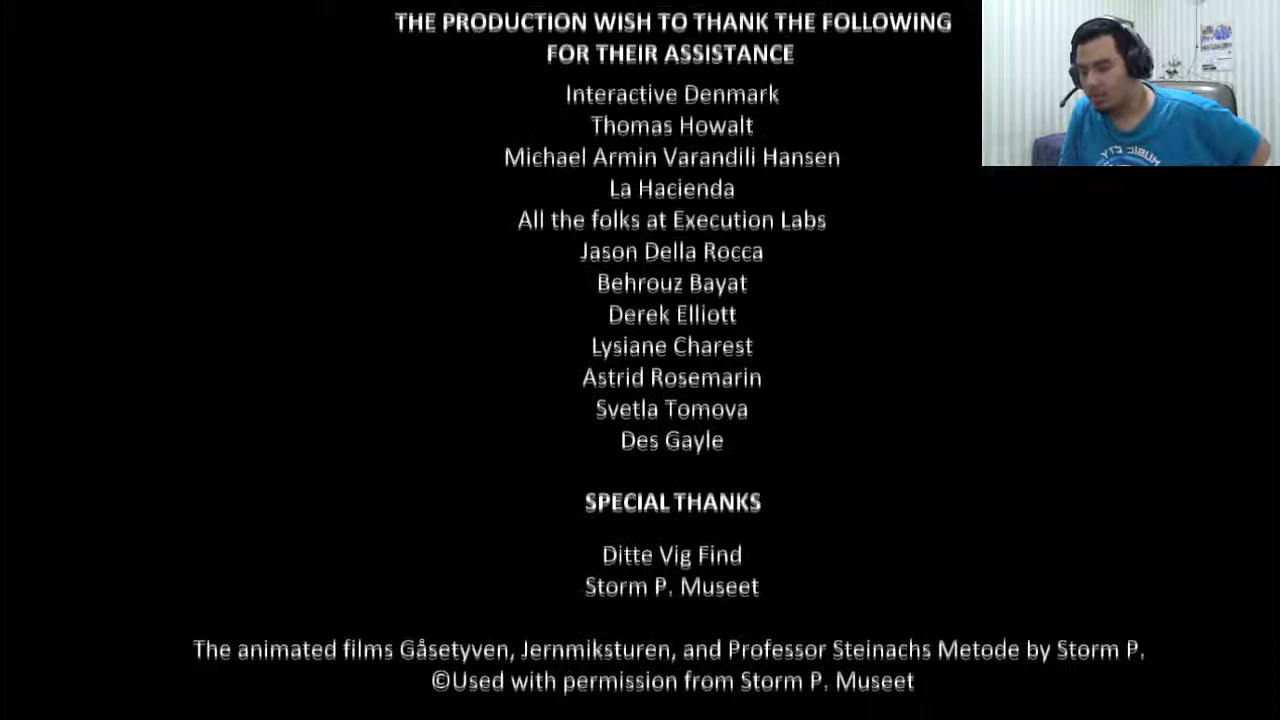 THE PRODUCTION WISH TO THANK THE FOLLOWING
FOR THEIR ASSISTANCE
Interactive Denmark
Thomas Howalt
Michael Armin Varandili Hansen
La Hacienda
All the folks at Execution Labs
Jason Della Rocca
Behrouz Bayat
Derek Elliott
Lysiane Charest
Astrid Rosemarin
Svetla Tomova
Des Gayle
SPECIAL THANKS
Ditte Vig Find
Storm P. Museet
The animated films Gåsetyven, Jernmiksturen, and Professor Steinachs Metode by Storm P.
©Used with permission from Storm P. Museet